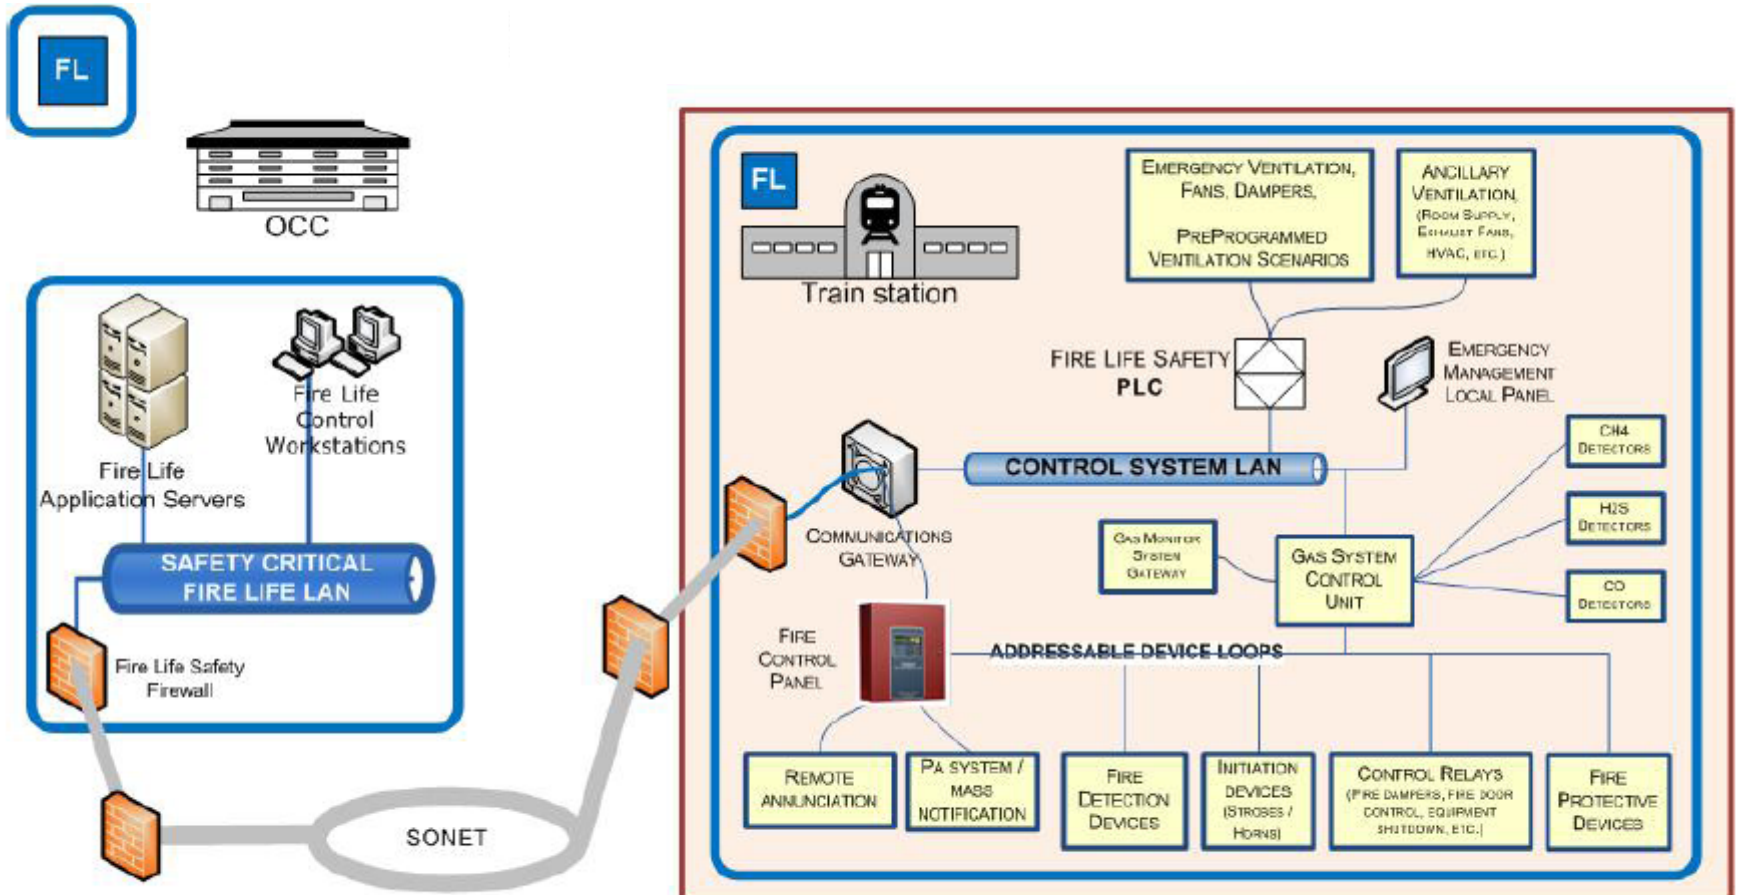 FL
OCC
Fire Life
Application Servers
Fire Life
Control
Workstations
SAFETY CRITICAL
FIRE LIFE LAN
Fire Life Safety
Firewall
SONET
FL
Train station
EMERGENCY VENTILATION,
FANS, DAMPERS,
PREPROGRAMMED
VENTILATION SCENARIOS
ANCILLARY
VENTILATION,
(ROOM SUPPLY,
EXHAUST FANS,
HVAC, ETC.)
FIRE LIFE SAFETY
PLC
EMERGENCY
MANAGEMENT
LOCAL PANEL
CONTROL SYSTEM LAN
COMMUNICATIONS
GATEWAY
GAS MONITOR
SYSTEM
GATEWAY
GAS SYSTEM
CONTROL
UNIT
CH4
DETECTORS
H2S
DETECTORS
CO
DETECTORS
FIRE
CONTROL
PANEL
ADDRESSABLE DEVICE LOOPS
REMOTE
ANNUNCIATION
PA SYSTEM /
MASS
NOTIFICATION
FIRE
DETECTION
DEVICES
INITIATION
DEVICES
(STROBES /
HORNS)
CONTROL RELAYS
(FIRE DAMPERS, FIRE DOOR
CONTROL, EQUIPMENT
SHUTDOWN, ETC.)
FIRE
PROTECTIVE
DEVICES